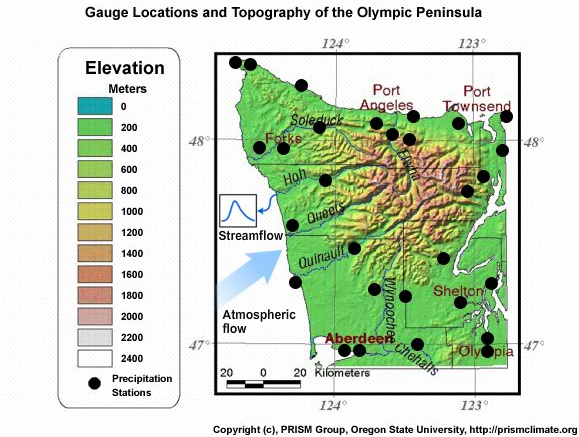 Gauge Locations and Topography of the Olympic Peninsula
Elevation
Meters
0
200
400
600
800
1000
1200
1400
1600
1800
2000
2200
2400
Precipitation
Stations
124°
123°
48°
48°
47°
47°
124°
123°
Port
Angeles
Port
Townsend
Soleduck
Forks
Elwha
Hoh
Queets
Streamflow
Quinault
Atmospheric
flow
Wynoochee
Shelton
Aberdeen
Chehalis
Olympia
20 0 20 Kilometers
Copyright (c), PRISM Group, Oregon State University, http://prismclimate.org